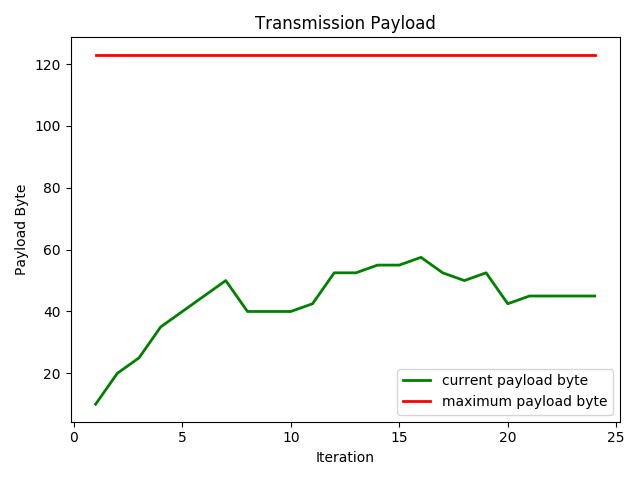 Transmission Payload
Payload Byte
120
100
80
60
40
20
0
5
10
15
20
25
Iteration
current payload byte
maximum payload byte